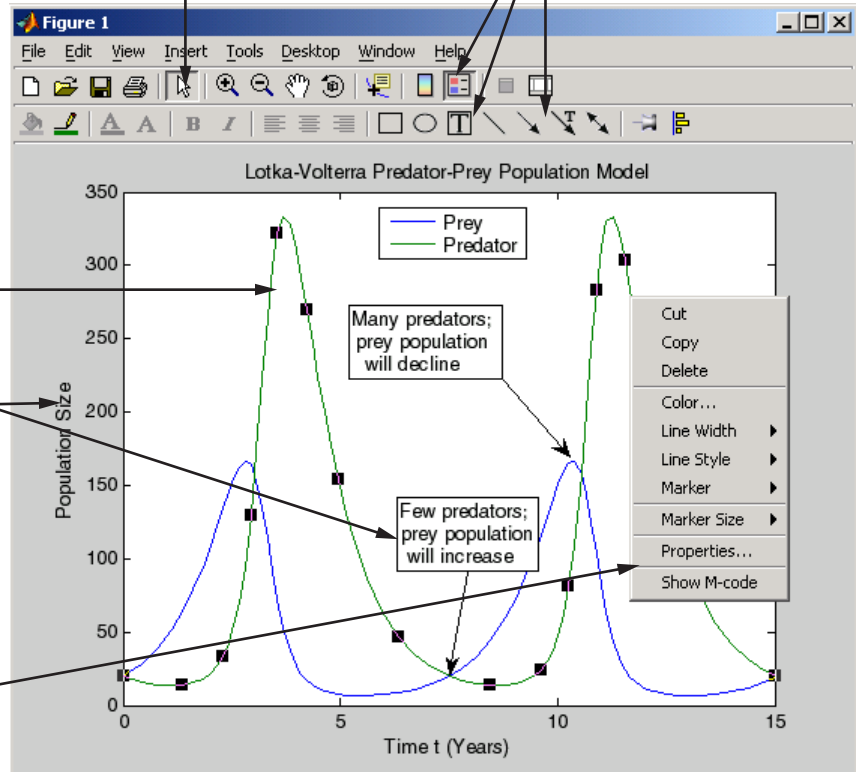 Figure 1
File Edit View Insert Tools Desktop Window Help
A A B I T T
Lotka-Volterra Predator-Prey Population Model
350
300
250
200
150
100
50
0
Population Size
Prey
Predator
Many predators;
prey population
will decline
Few predators;
prey population
will increase
Cut
Copy
Delete
Color...
Line Width
Line Style
Marker
Marker Size
Properties...
Show M-code
0 5 10 15
Time t (Years)